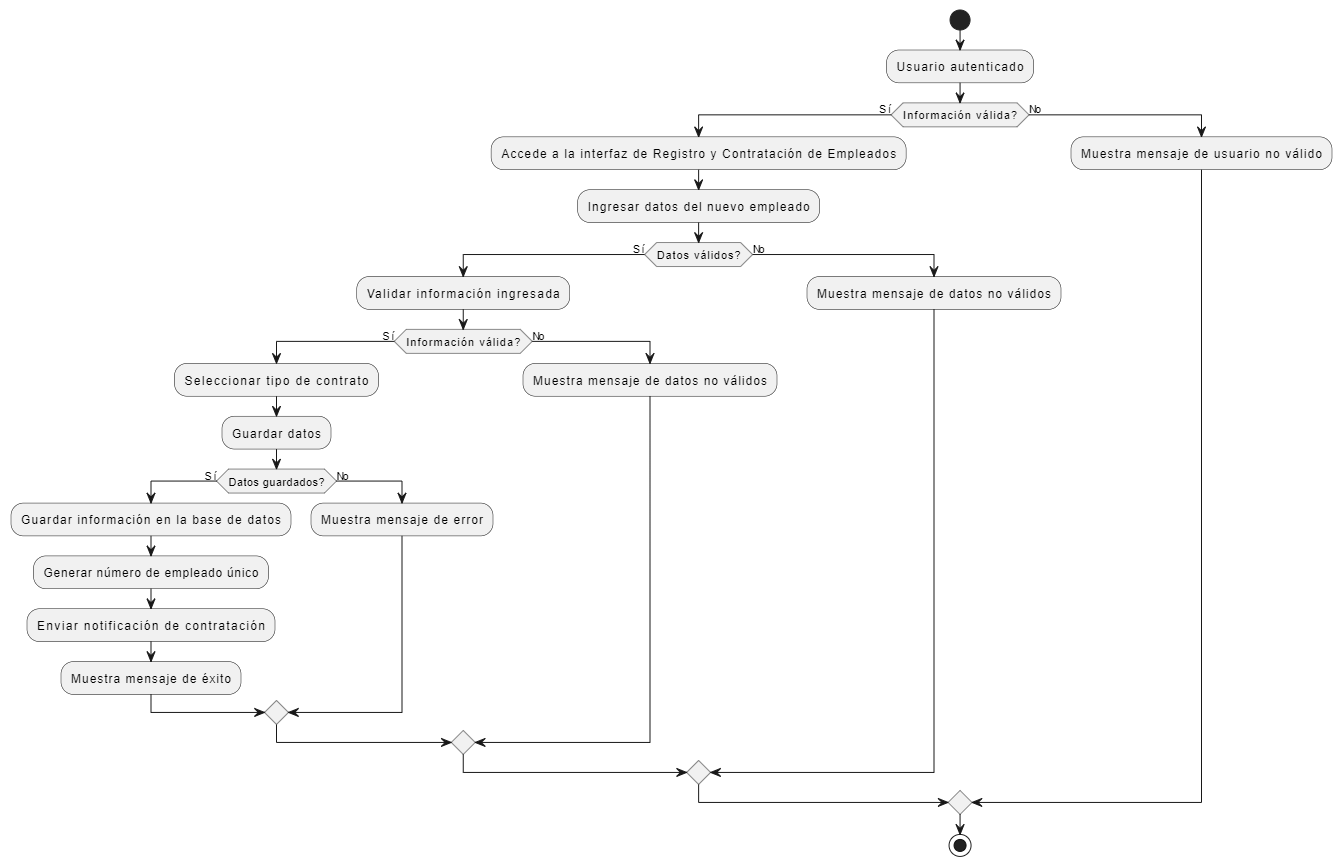 Usuario autenticado
Sí
Información válida?
No
Accede a la interfaz de Registro y Contratación de Empleados
Muestra mensaje de usuario no válido
Ingresar datos del nuevo empleado
Sí
Datos válidos?
No
Validar información ingresada
Muestra mensaje de datos no válidos
Sí
Información válida?
No
Seleccionar tipo de contrato
Muestra mensaje de datos no válidos
Guardar datos
Sí
Datos guardados?
No
Guardar información en la base de datos
Muestra mensaje de error
Generar número de empleado único
Enviar notificación de contratación
Muestra mensaje de éxito